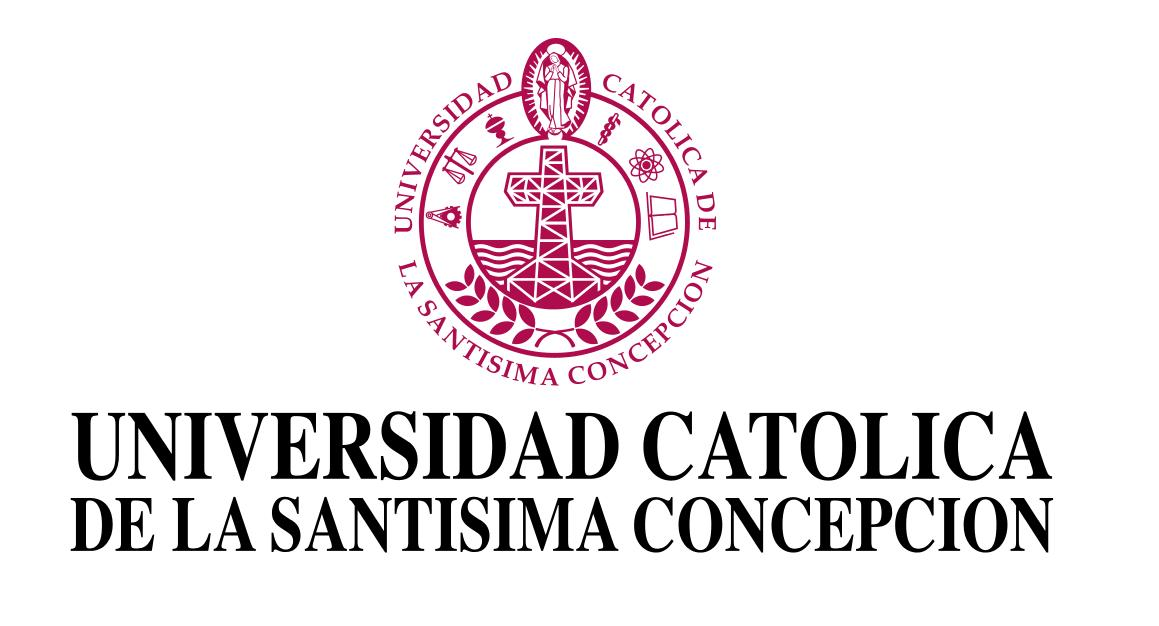 UNIVERSIDAD CATOLICA DE
LA SANTISIMA CONCEPCION
UNIVERSIDAD CATOLICA
DE LA SANTISIMA CONCEPCION